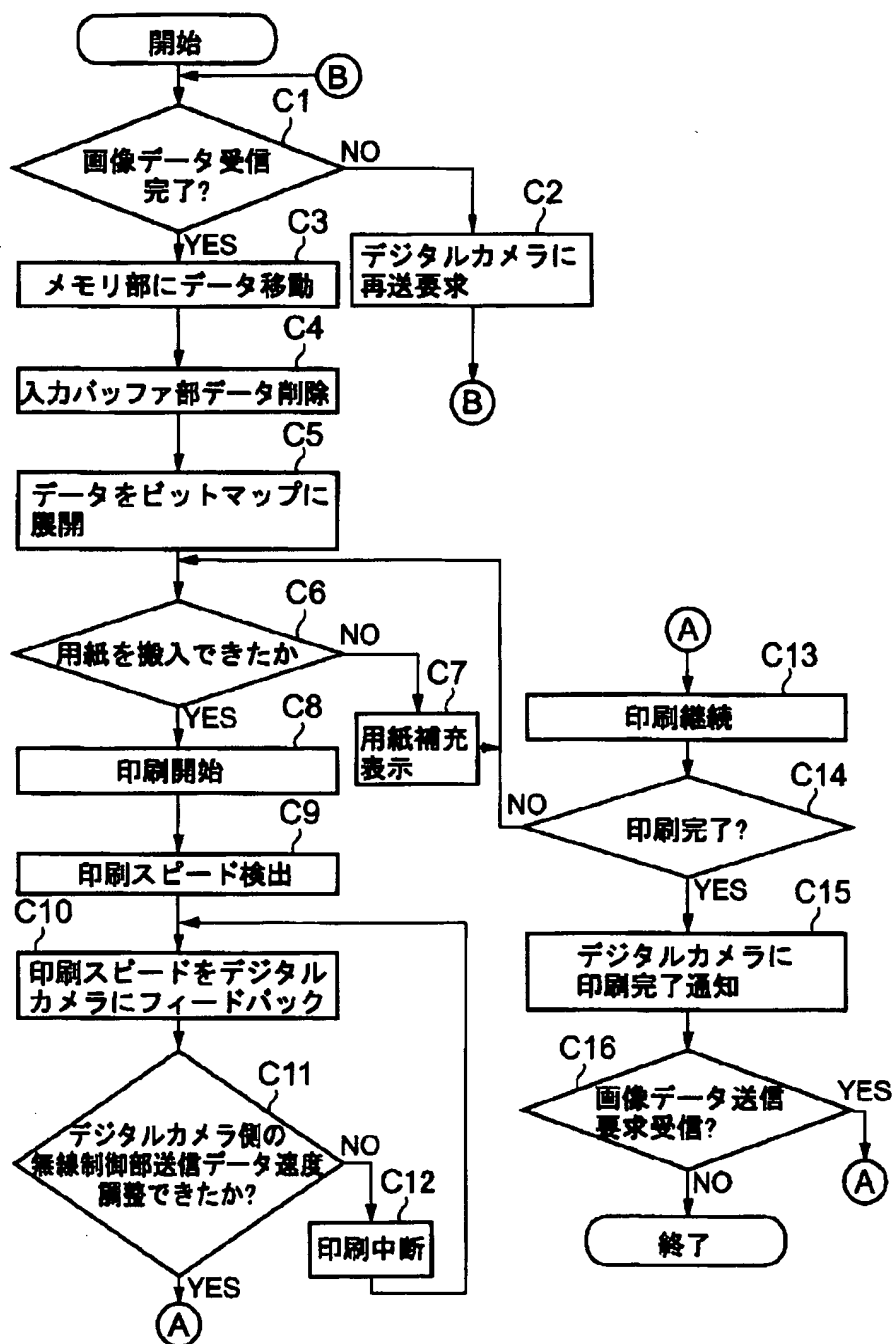 開始
B
C1
画像データ受信
完了?
NO
YES
C2
デジタルカメラに
再送要求
B
C3
メモリ部にデータ移動
C4
入力バッファ部データ削除
C5
データをビットマップに
展開
C6
用紙を搬入できたか
NO
YES
C7
用紙補充
表示
C8
印刷開始
C9
印刷スピード検出
C10
印刷スピードをデジタル
カメラにフィードバック
C11
デジタルカメラ側の
無線制御部送信データ速度
調整できたか?
NO
YES
C12
印刷中断
A
A
C13
印刷継続
C14
印刷完了?
NO
YES
C15
デジタルカメラに
印刷完了通知
C16
画像データ送信
要求受信?
YES
A
NO
終了